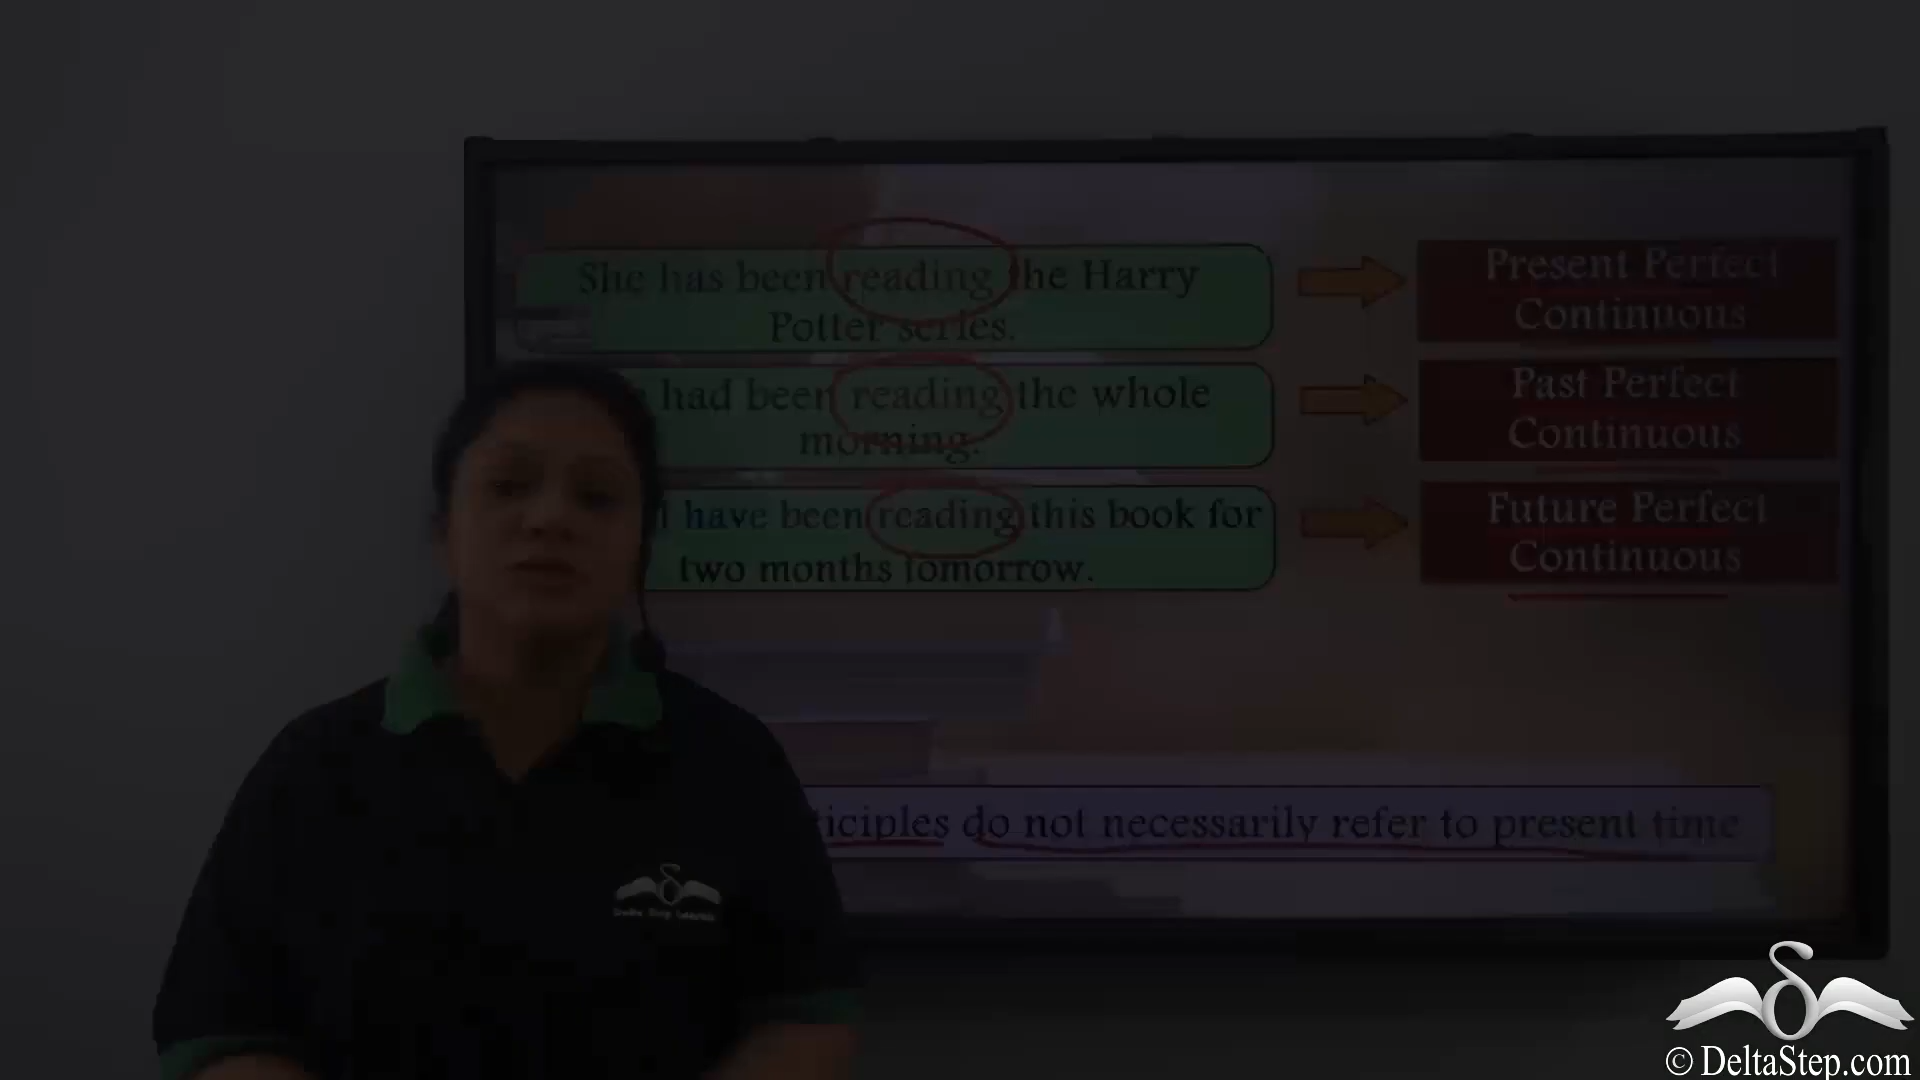 She has been reading the Harry
Potter series.
Present Perfect
Continuous
had been reading the whole
morning.
Past Perfect
Continuous
I have been reading this book for
two months tomorrow.
Future Perfect
Continuous
ticiples do not necessarily refer to present time
© DeltaStep.com